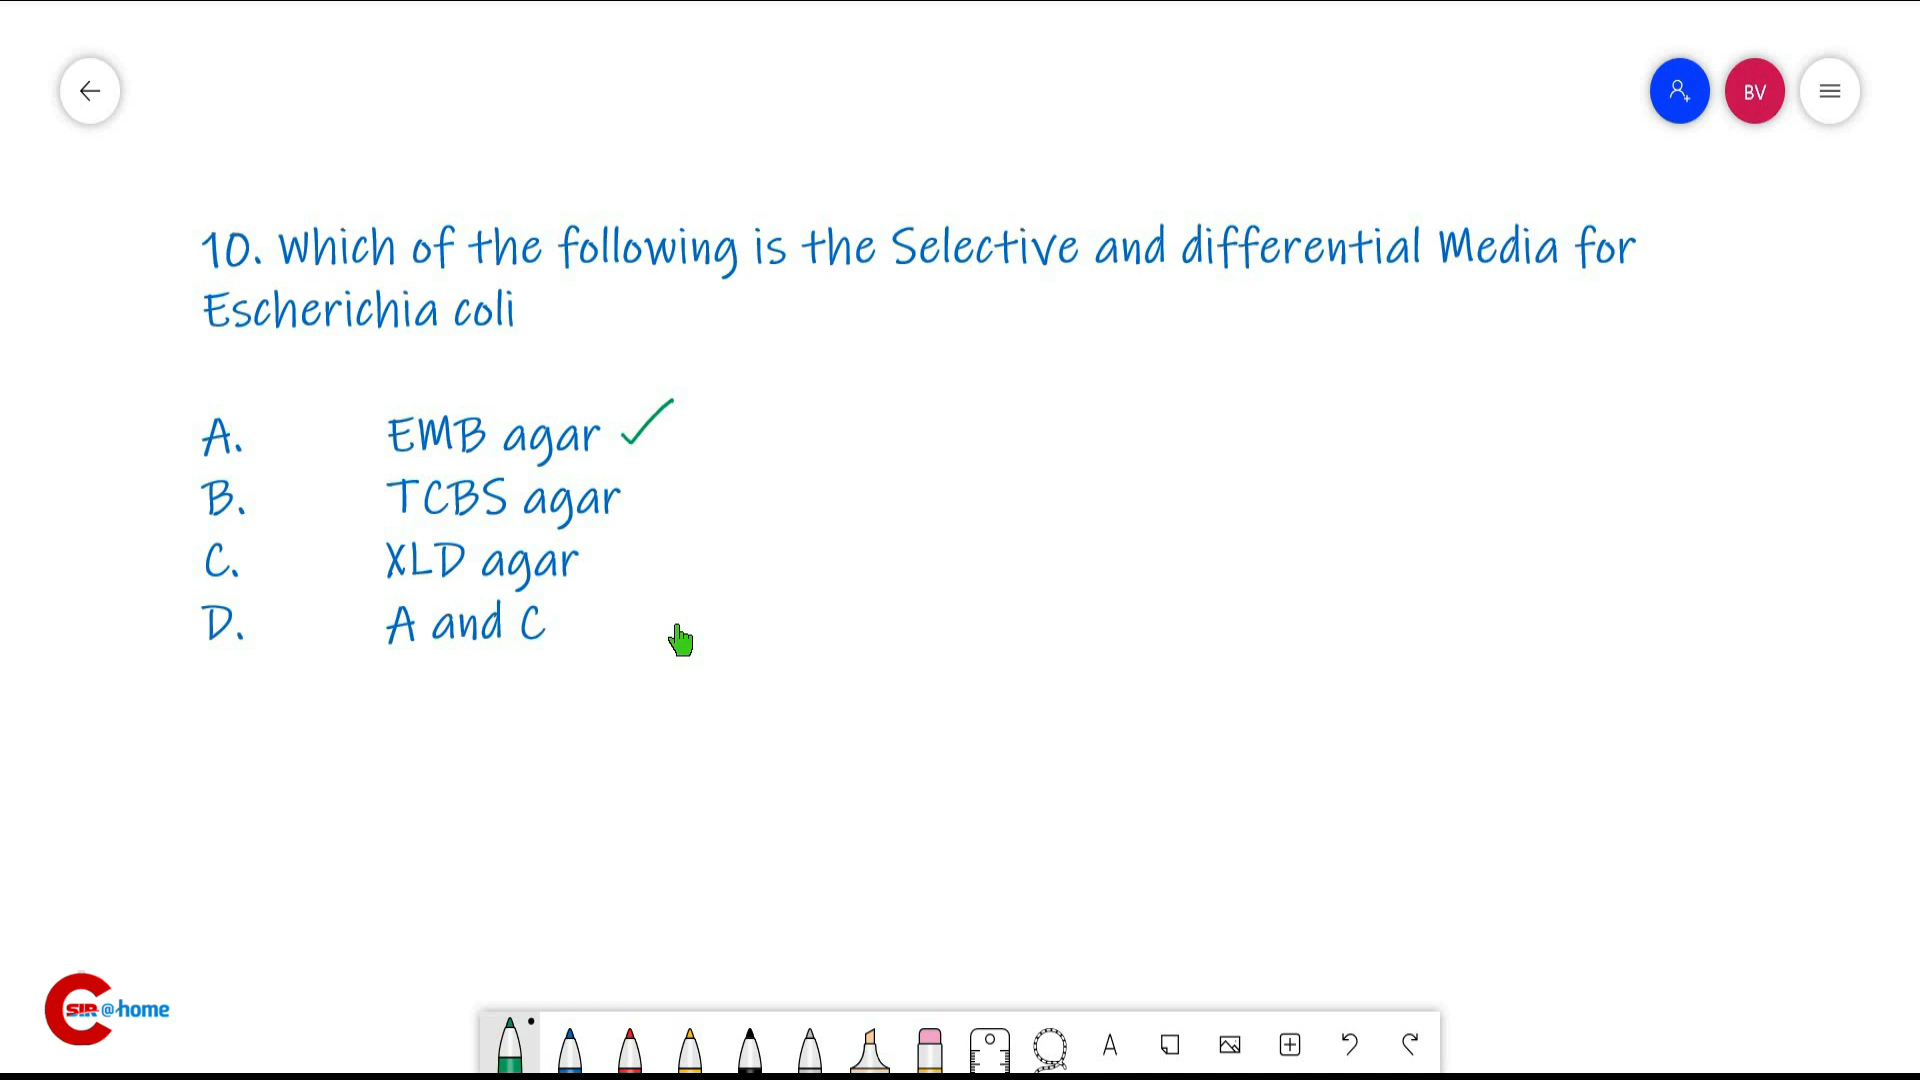 BV
10. Which of the following is the Selective and differential Media for
Escherichia coli
A. EMB agar
B. TCBS agar
C. XLD agar
D. A and C
CSIR@home
A